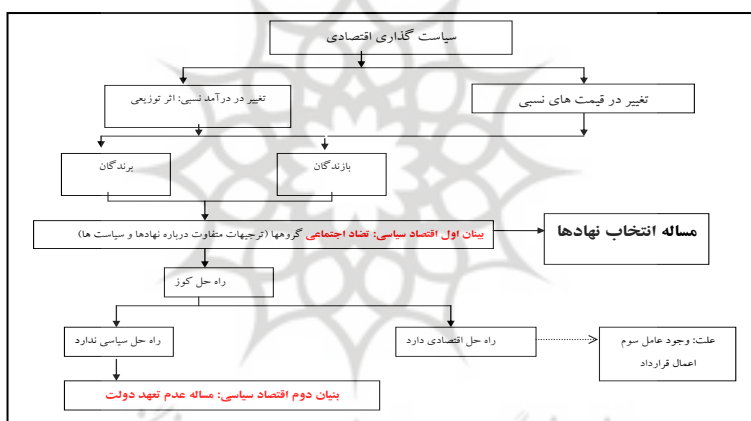 سیاست گذاری اقتصادی
تغییر در قیمت های نسبی
تغییر در درآمد نسبی: اثر توزیعی
بازندگان
برندگان
بینان اول اقتصاد سیاسی: تضاد اجتماعی گروهها (ترجیهات متفاوت درباره نهادها و سیاست ها)
مساله انتخاب نهادها
راه حل کوز
علت: وجود عامل سوم
اعمال قرارداد
راه حل اقتصادی دارد
راه حل سیاسی ندارد
بنیان دوم اقتصاد سیاسی: مساله عدم تعهد دولت